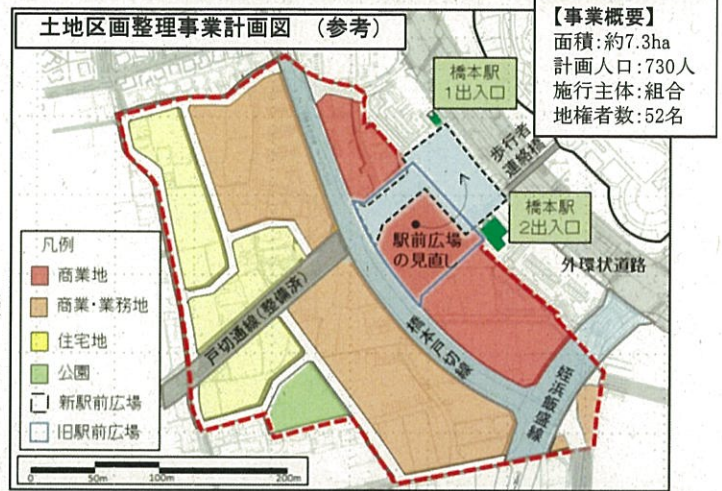 土地区画整理事業計画図 (参考)
【事業概要】
面積:約7.3ha
計画人口:730人
施行主体:組合
地権者数:52名
橋本駅
1出入口
歩行者
連絡橋
橋本駅
2出入口
駅前広場
の見直し
外環状道路
戸切通線(整備済)
橋本戸切線
姪浜飯盛線
凡例
商業地
商業・業務地
住宅地
公園
新駅前広場
旧駅前広場
0 50m 100m 200m